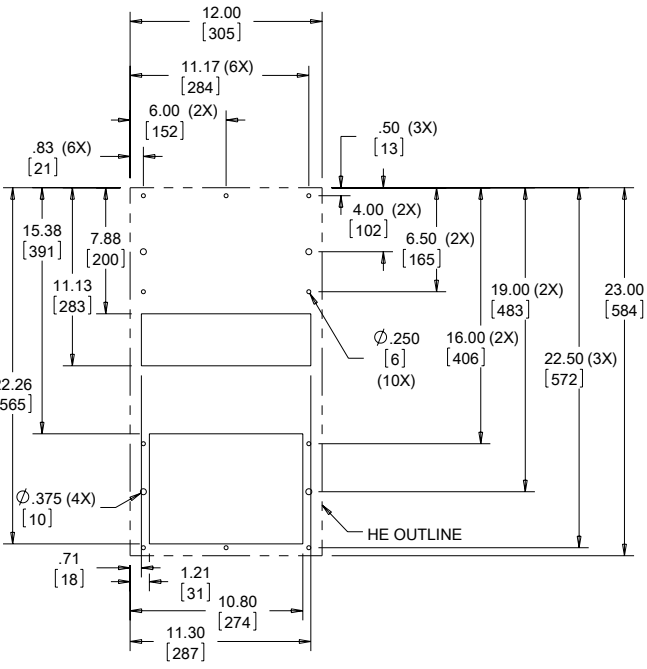 12.00
[305]
11.17 (6X)
[284]
6.00 (2X)
[152]
.83 (6X)
[21]
.50 (3X)
[13]
4.00 (2X)
[102]
6.50 (2X)
[165]
15.38
[391]
7.88
[200]
11.13
[283]
19.00 (2X)
[483]
23.00
[584]
16.00 (2X)
[406]
22.50 (3X)
[572]
Ø.250
[6]
(10X)
22.26
565]
Ø.375 (4X)
[10]
HE OUTLINE
.71
[18]
1.21
[31]
10.80
[274]
11.30
[287]